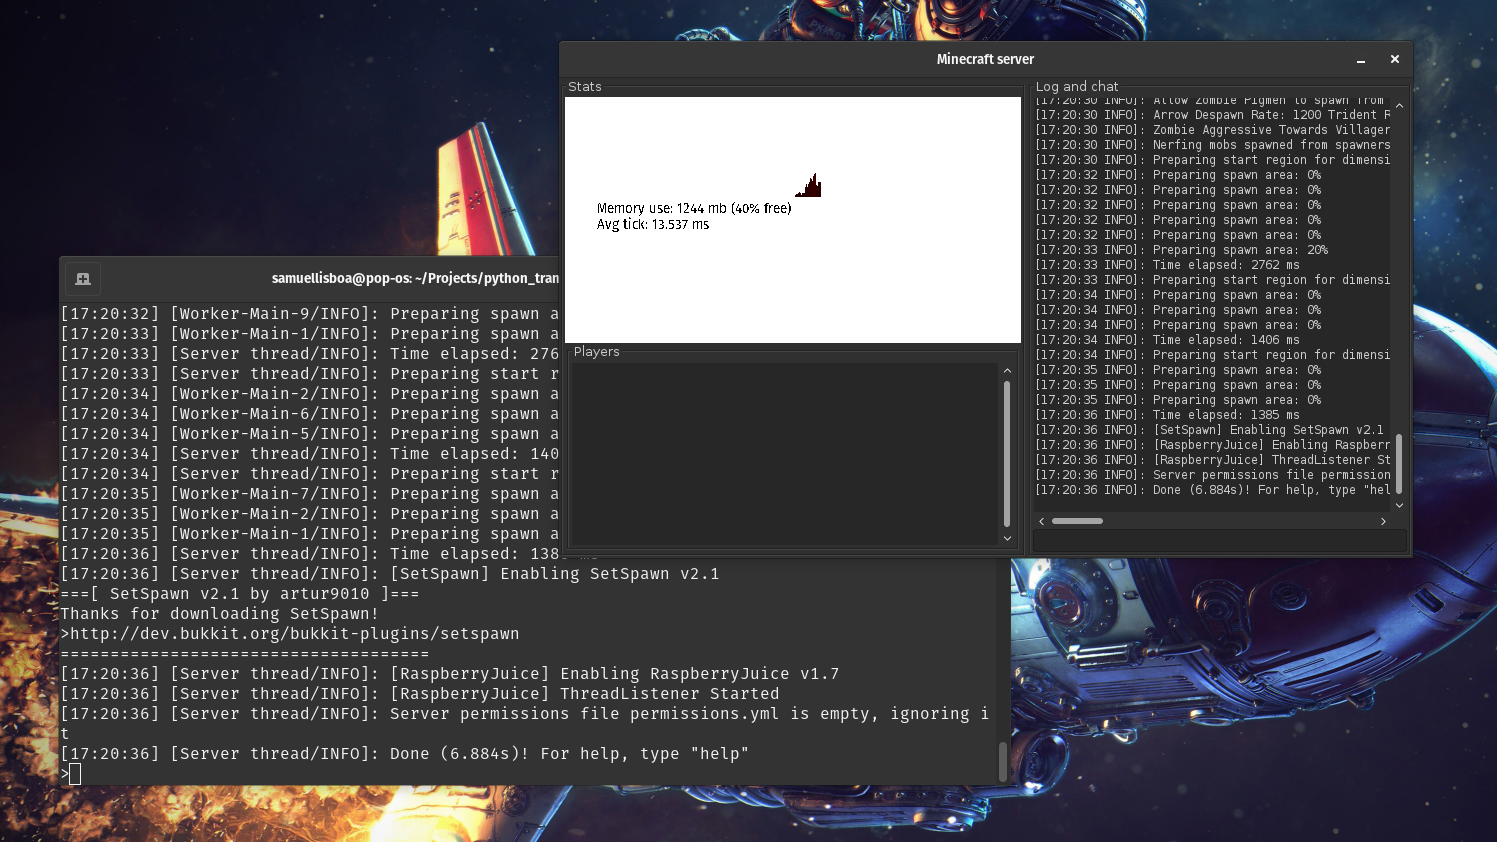 Minecraft server
Stats
Memory use: 1244 mb (40% free)
Avg tick: 13.537 ms
Players
Log and chat
[17:20:30 INFO]: Allow Zombie Pigmen to spawn from
[17:20:30 INFO]: Arrow Despawn Rate: 1200 Trident R
[17:20:30 INFO]: Zombie Aggressive Towards Villager
[17:20:30 INFO]: Nerfing mobs spawned from spawners
[17:20:30 INFO]: Preparing start region for dimensi
[17:20:32 INFO]: Preparing spawn area: 0%
[17:20:32 INFO]: Preparing spawn area: 0%
[17:20:32 INFO]: Preparing spawn area: 0%
[17:20:32 INFO]: Preparing spawn area: 0%
[17:20:32 INFO]: Preparing spawn area: 0%
[17:20:33 INFO]: Preparing spawn area: 20%
[17:20:33 INFO]: Time elapsed: 2762 ms
[17:20:33 INFO]: Preparing start region for dimensi
[17:20:34 INFO]: Preparing spawn area: 0%
[17:20:34 INFO]: Preparing spawn area: 0%
[17:20:34 INFO]: Preparing spawn area: 0%
[17:20:34 INFO]: Time elapsed: 1406 ms
[17:20:34 INFO]: Preparing start region for dimensi
[17:20:35 INFO]: Preparing spawn area: 0%
[17:20:35 INFO]: Preparing spawn area: 0%
[17:20:35 INFO]: Preparing spawn area: 0%
[17:20:36 INFO]: Time elapsed: 1385 ms
[17:20:36 INFO]: [SetSpawn] Enabling SetSpawn v2.1
[17:20:36 INFO]: [RaspberryJuice] Enabling Raspberr
[17:20:36 INFO]: [RaspberryJuice] ThreadListener St
[17:20:36 INFO]: Server permissions file permission
[17:20:36 INFO]: Done (6.884s)! For help, type "hel
samuellisboa@pop-os: ~/Projects/python_tran
[17:20:32] [Worker-Main-9/INFO]: Preparing spawn a
[17:20:33] [Worker-Main-1/INFO]: Preparing spawn a
[17:20:33] [Server thread/INFO]: Time elapsed: 276
[17:20:33] [Server thread/INFO]: Preparing start r
[17:20:34] [Worker-Main-2/INFO]: Preparing spawn a
[17:20:34] [Worker-Main-6/INFO]: Preparing spawn a
[17:20:34] [Worker-Main-5/INFO]: Preparing spawn a
[17:20:34] [Server thread/INFO]: Time elapsed: 140
[17:20:34] [Server thread/INFO]: Preparing start r
[17:20:35] [Worker-Main-7/INFO]: Preparing spawn a
[17:20:35] [Worker-Main-2/INFO]: Preparing spawn a
[17:20:35] [Worker-Main-1/INFO]: Preparing spawn a
[17:20:36] [Server thread/INFO]: Time elapsed: 1385 ms
[17:20:36] [Server thread/INFO]: [SetSpawn] Enabling SetSpawn v2.1
===[ SetSpawn v2.1 by artur9010 ]===
Thanks for downloading SetSpawn!
>http://dev.bukkit.org/bukkit-plugins/setspawn
=====================================
[17:20:36] [Server thread/INFO]: [RaspberryJuice] Enabling RaspberryJuice v1.7
[17:20:36] [Server thread/INFO]: [RaspberryJuice] ThreadListener Started
[17:20:36] [Server thread/INFO]: Server permissions file permissions.yml is empty, ignoring i
t
[17:20:36] [Server thread/INFO]: Done (6.884s)! For help, type "help"
>